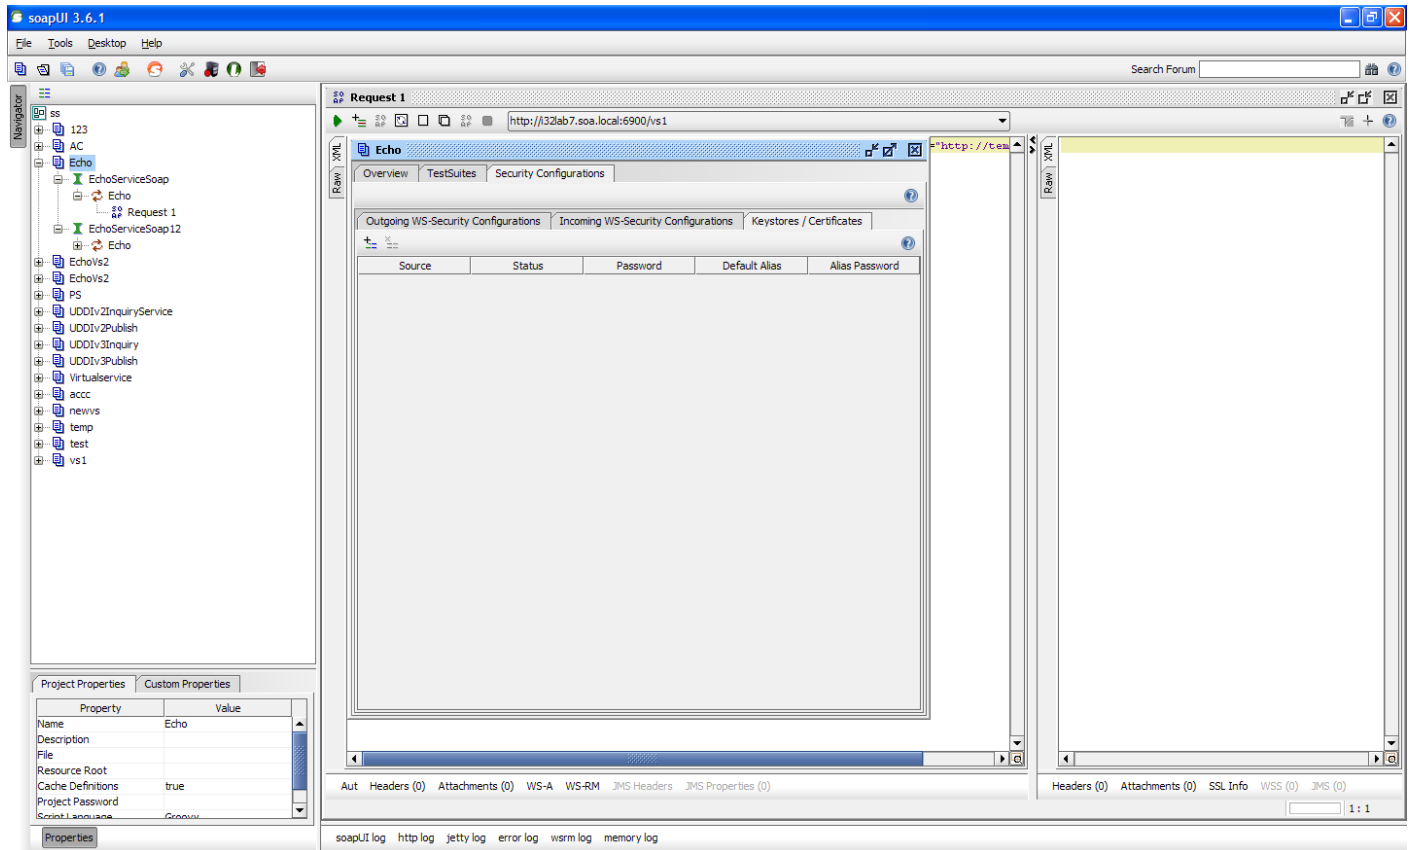 soapUI 3.6.1
File Tools Desktop Help
Search Forum
Navigator
ss
123
AC
Echo
EchoServiceSoap
Echo
Request 1
EchoServiceSoap12
Echo
EchoVs2
EchoVs2
PS
UDDIv2InquiryService
UDDIv2Publish
UDDIv3Inquiry
UDDIv3Publish
Virtualservice
accc
newvs
temp
test
vs1
Project Properties Custom Properties
Property Value
Name Echo
Description
File
Resource Root
Cache Definitions true
Project Password
Script Language Groovy
Properties
Request 1
http://i32lab7.soa.local:6900/vs1
XML
Raw
Echo
="http://tem
Overview TestSuites Security Configurations
Outgoing WS-Security Configurations Incoming WS-Security Configurations Keystores / Certificates
Source Status Password Default Alias Alias Password
Aut Headers (0) Attachments (0) WS-A WS-RM JMS Headers JMS Properties (0)
XML
Raw
Headers (0) Attachments (0) SSL Info WSS (0) JMS (0)
1 : 1
soapUI log http log jetty log error log wsrm log memory log